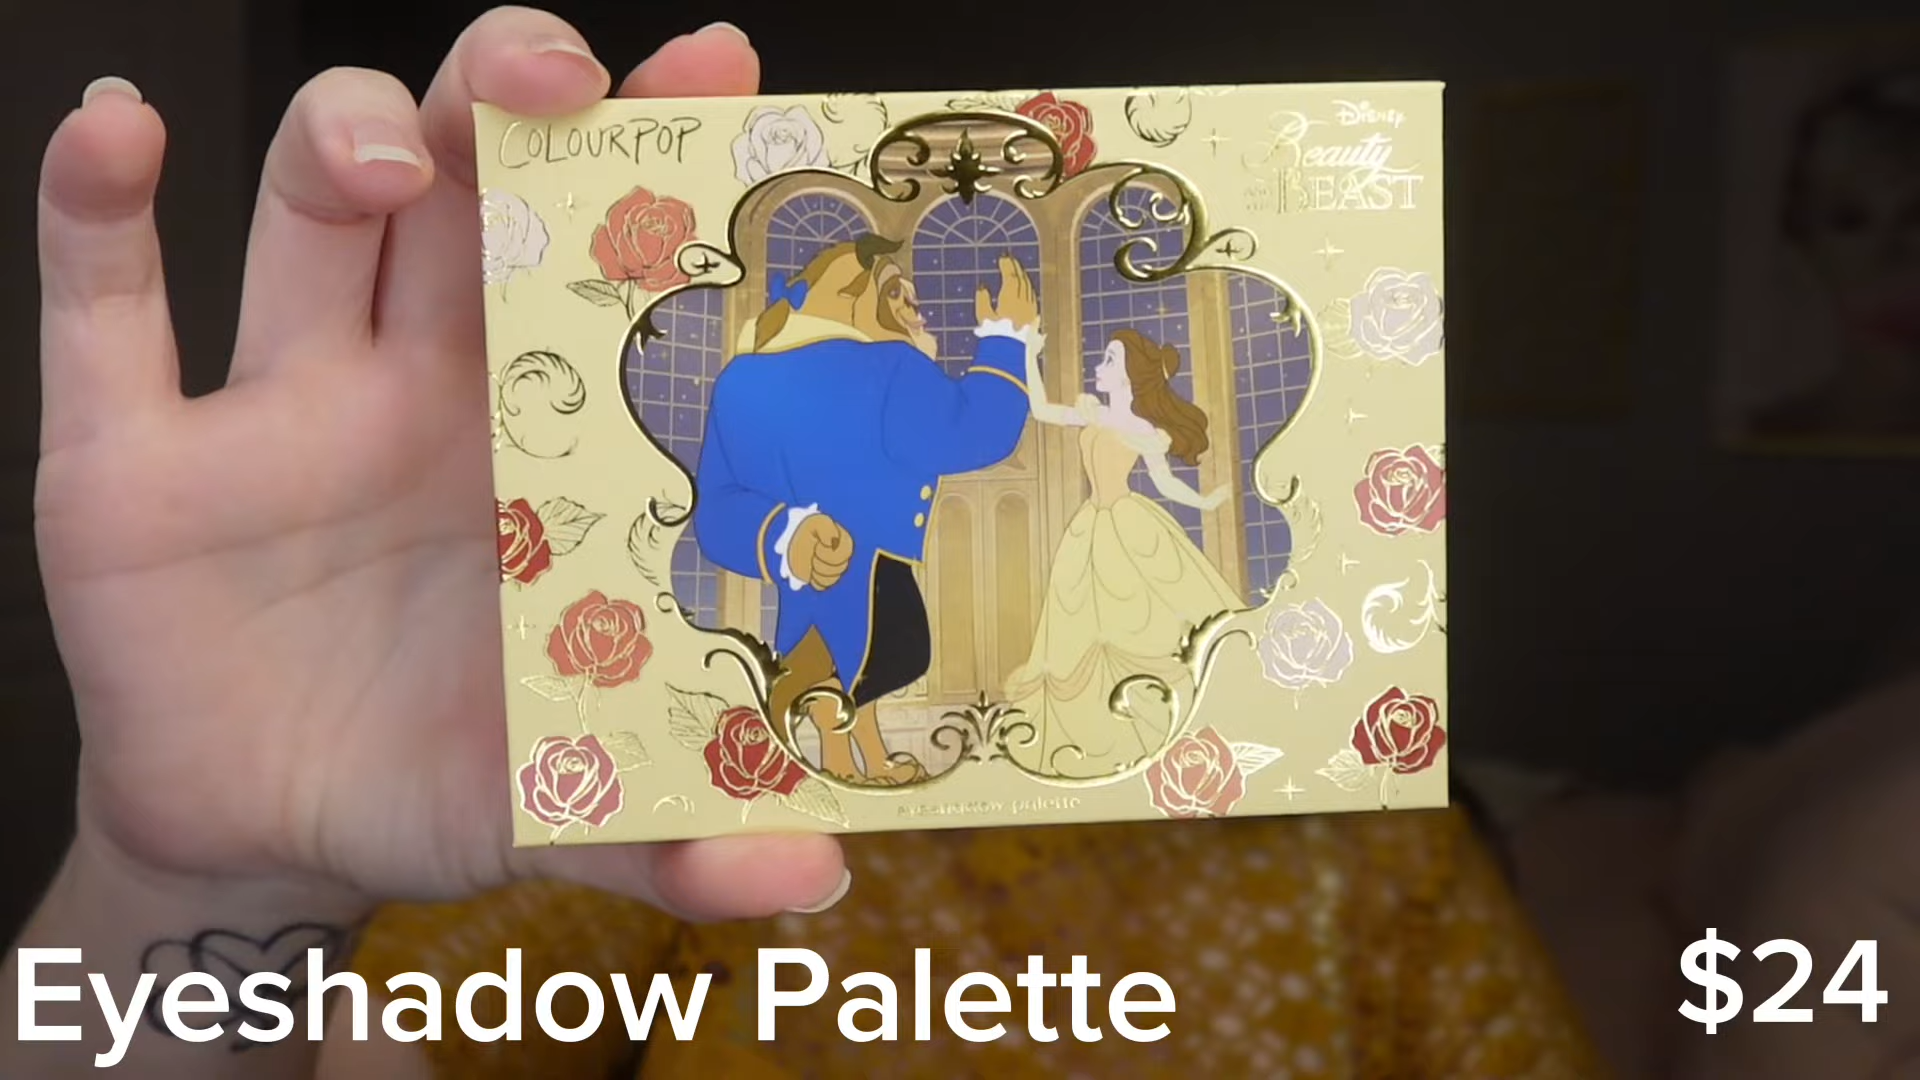 COLOURPOP
Disney
Beauty
AND THE BEAST
eyeshadow palette
Eyeshadow Palette
$24